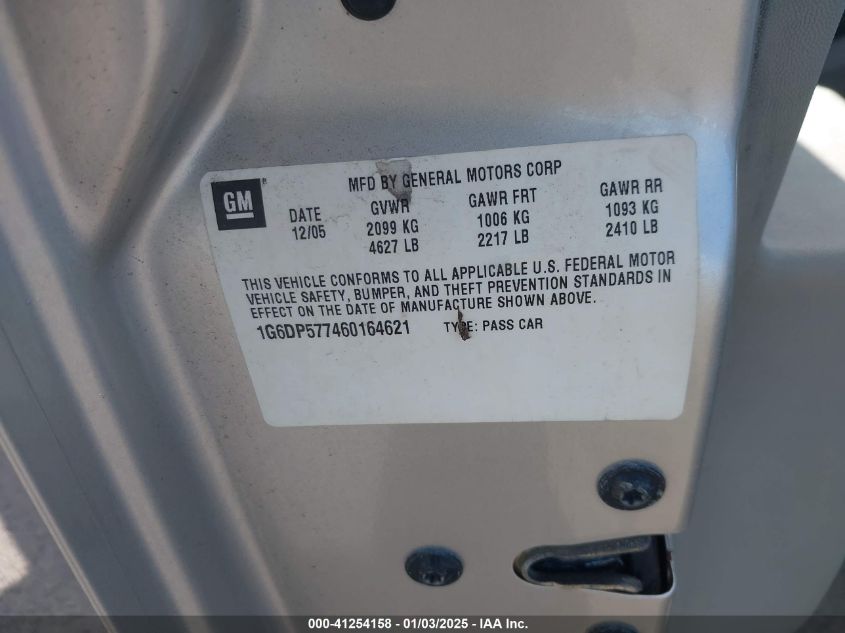 GM
MFD BY GENERAL MOTORS CORP
DATE GVWR GAWR FRT GAWR RR
12/05 2099 KG 1006 KG 1093 KG
4627 LB 2217 LB 2410 LB
THIS VEHICLE CONFORMS TO ALL APPLICABLE U.S. FEDERAL MOTOR
VEHICLE SAFETY, BUMPER, AND THEFT PREVENTION STANDARDS IN
EFFECT ON THE DATE OF MANUFACTURE SHOWN ABOVE.
1G6DP577460164621 TYPE: PASS CAR
000-41254158 - 01/03/2025 - IAA Inc.